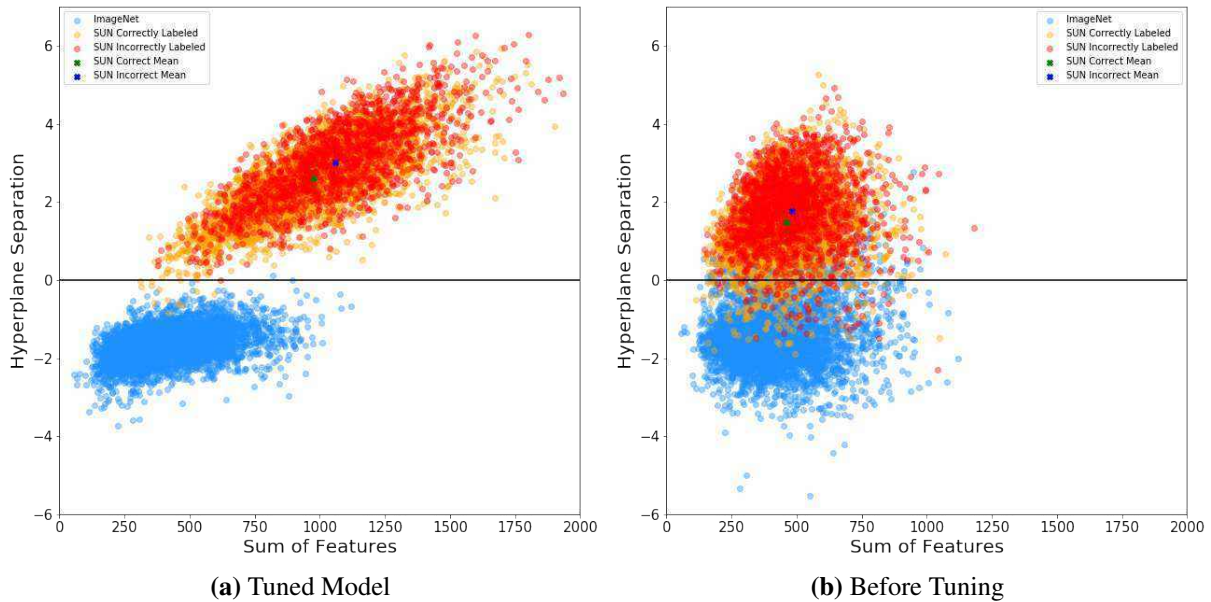 ImageNet
SUN Correctly Labeled
SUN Incorrectly Labeled
SUN Correct Mean
SUN Incorrect Mean
6
4
2
0
−2
−4
−6
Hyperplane Separation
0 250 500 750 1000 1250 1500 1750 2000
Sum of Features
(a) Tuned Model
ImageNet
SUN Correctly Labeled
SUN Incorrectly Labeled
SUN Correct Mean
SUN Incorrect Mean
6
4
2
0
−2
−4
−6
Hyperplane Separation
0 250 500 750 1000 1250 1500 1750 2000
Sum of Features
(b) Before Tuning